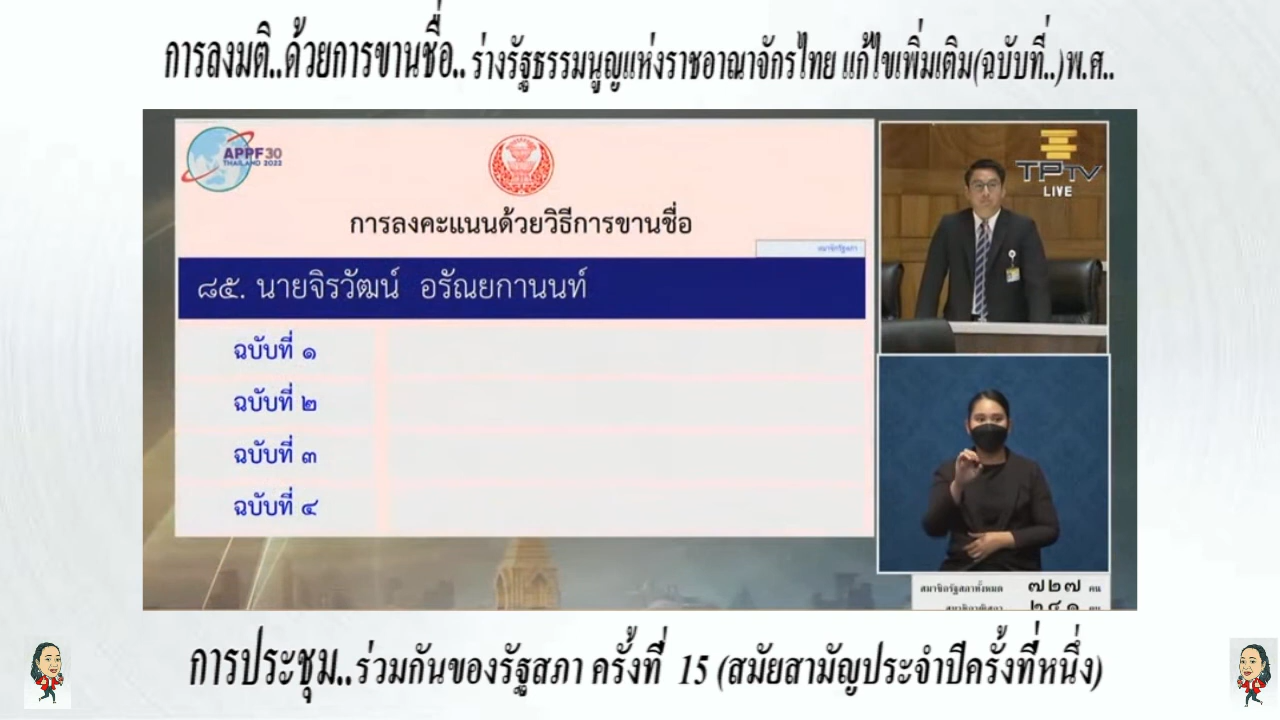 การลงมติ..ด้วยการขานชื่อ.. ร่างรัฐธรรมนูญแห่งราชอาณาจักรไทย แก้ไขเพิ่มเติม(ฉบับที่..)พ.ศ..
APPF30
THAILAND 2022
TPTV
LIVE
การลงคะแนนด้วยวิธีการขานชื่อ
สมาชิกรัฐสภา
๘๕. นายจิรวัฒน์ อรัณยกานนท์
ฉบับที่ ๑
ฉบับที่ ๒
ฉบับที่ ๓
ฉบับที่ ๔
สมาชิกรัฐสภาทั้งหมด ๗๒๗ คน
การประชุม..ร่วมกันของรัฐสภา ครั้งที่ 15 (สมัยสามัญประจำปีครั้งที่หนึ่ง)